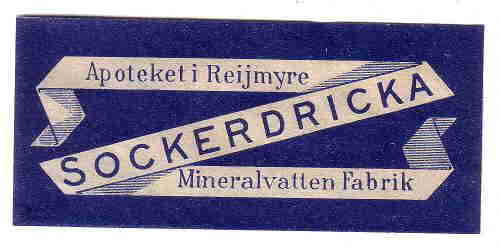 Apoteket i Reijmyre
SOCKERDRICKA
Mineralvatten Fabrik